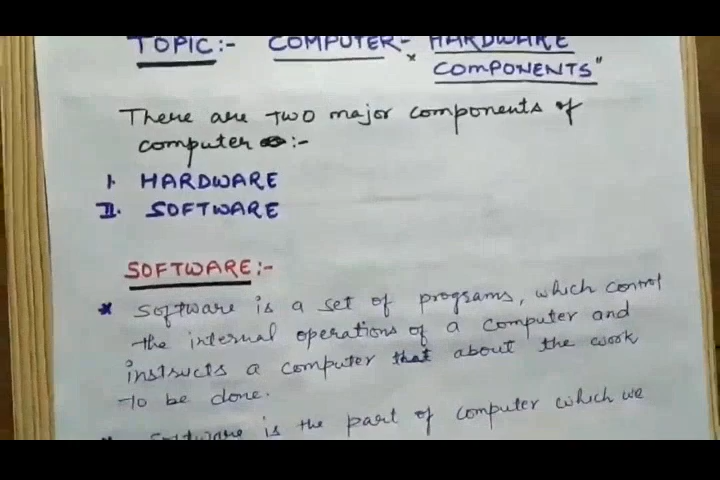 TOPIC:- COMPUTER- HARDWARE
COMPONENTS"
There are two major components of
computer :-
I. HARDWARE
II. SOFTWARE
SOFTWARE:-
* Software is a set of programs, which control
the internal operations of a computer and
instructs a computer that about the work
to be done.
* Software is the part of computer which we